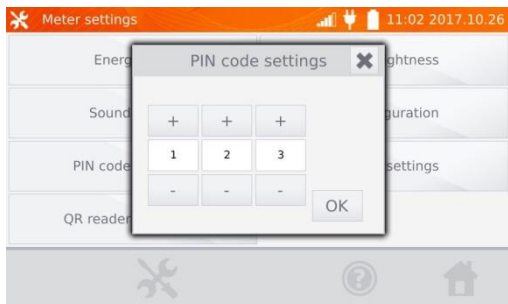 Meter settings 11:02 2017.10.26
Energ
PIN code settings
ghtness
Sound
guration
+ + +
1 2 3
- - -
PIN code
settings
OK
QR reader